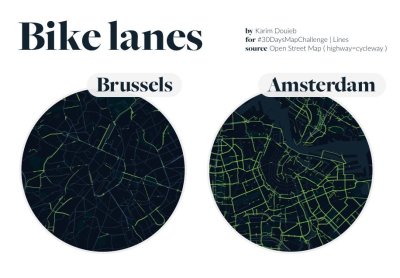 Bike lanes
by Karim Douieb
for #30DaysMapChallenge | Lines
source Open Street Map ( highway=cycleway )
Brussels
Amsterdam